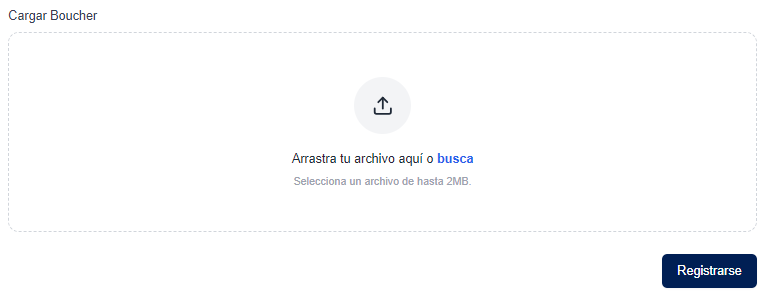 Cargar Boucher
Arrastra tu archivo aquí o busca
Selecciona un archivo de hasta 2MB.
Registrarse